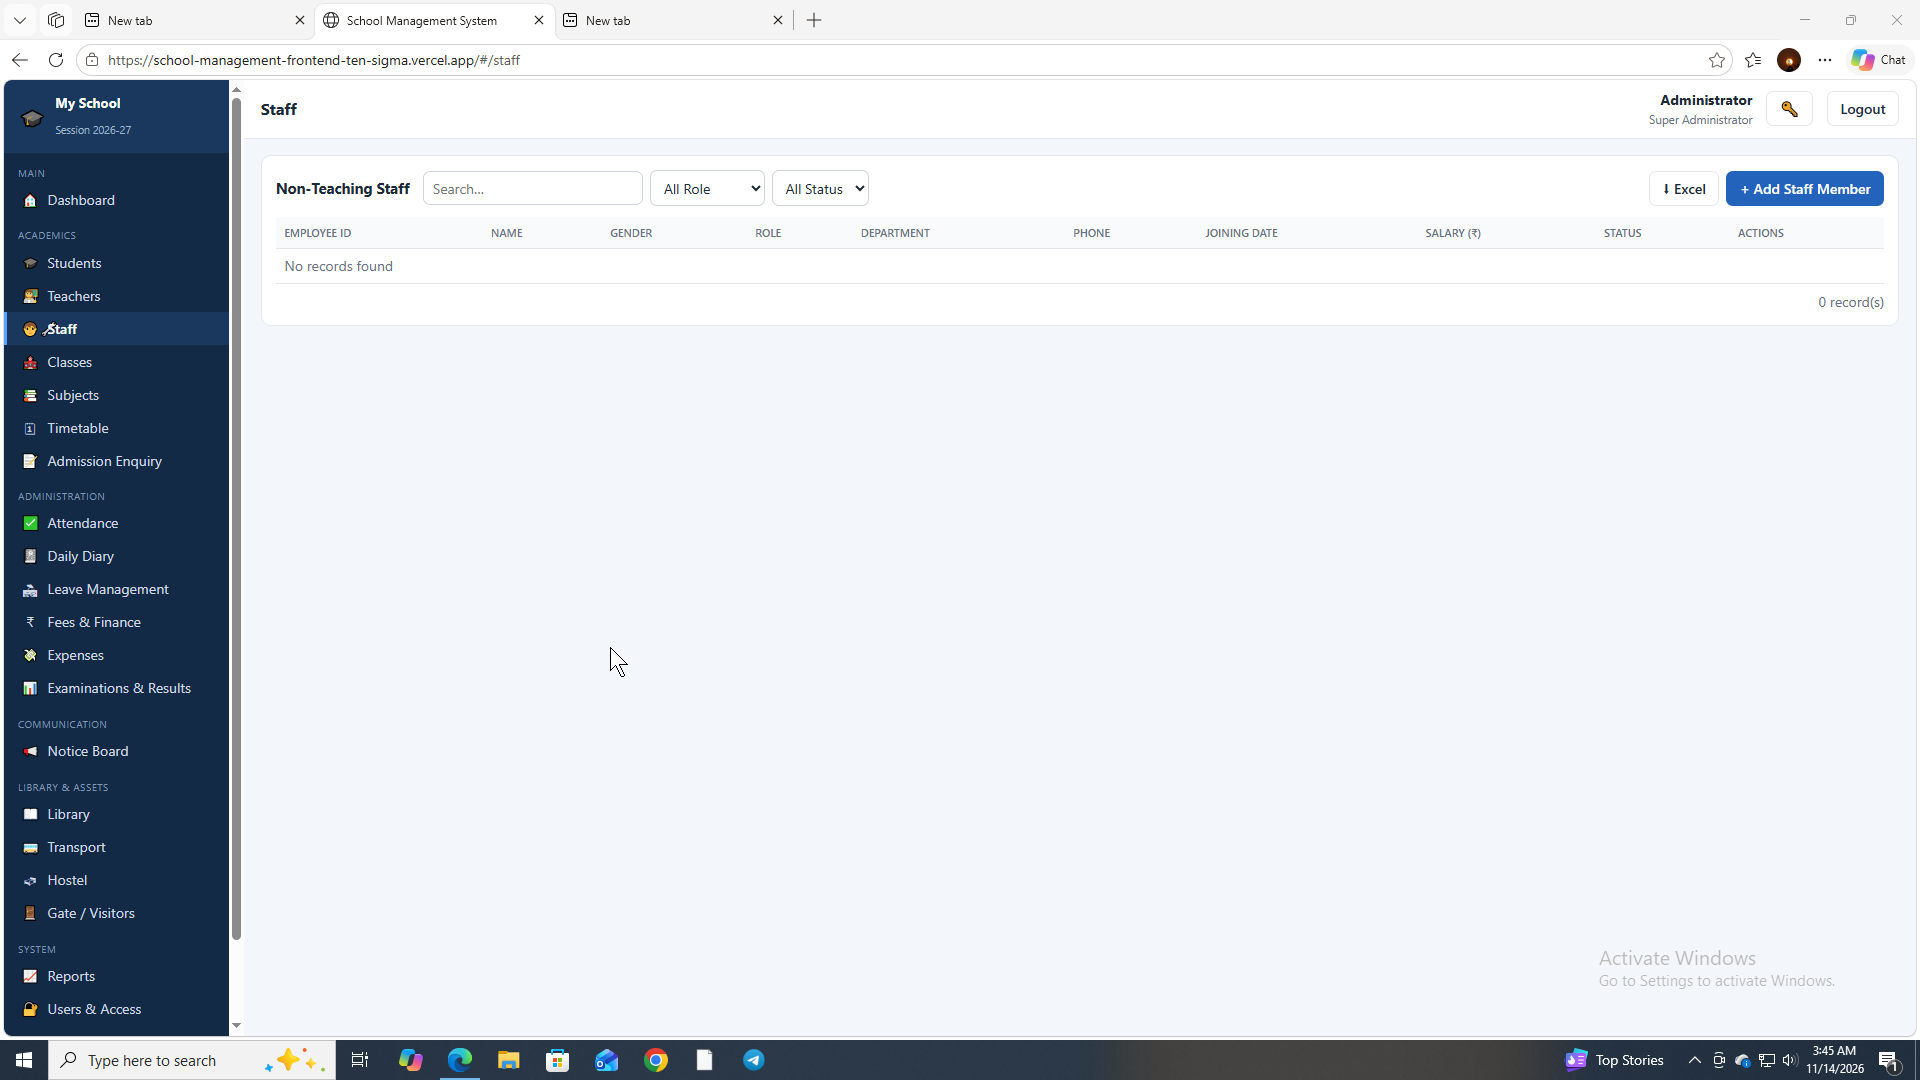 New tab
School Management System
New tab
https://school-management-frontend-ten-sigma.vercel.app/#/staff
Chat
My School
Session 2026-27
MAIN
Dashboard
ACADEMICS
Students
Teachers
Staff
Classes
Subjects
Timetable
Admission Enquiry
ADMINISTRATION
Attendance
Daily Diary
Leave Management
₹ Fees & Finance
Expenses
Examinations & Results
COMMUNICATION
Notice Board
LIBRARY & ASSETS
Library
Transport
Hostel
Gate / Visitors
SYSTEM
Reports
Users & Access
Staff
Administrator
Super Administrator
Logout
Non-Teaching Staff
Search...
All Role
All Status
⬇ Excel
+ Add Staff Member
EMPLOYEE ID NAME GENDER ROLE DEPARTMENT PHONE JOINING DATE SALARY (₹) STATUS ACTIONS
No records found
0 record(s)
Activate Windows
Go to Settings to activate Windows.
Type here to search
Top Stories
3:45 AM
11/14/2026
1